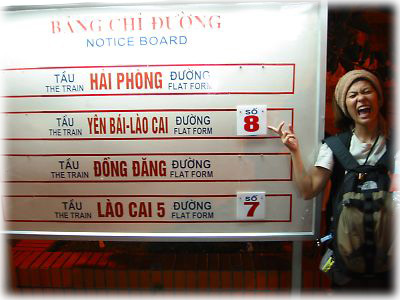 BẢNG CHỈ ĐƯỜNG
NOTICE BOARD
TẦU HẢI PHÒNG ĐƯỜNG
THE TRAIN FLAT FORM
TẦU YÊN BÁI-LÀO CAI ĐƯỜNG SỐ 8
THE TRAIN FLAT FORM
TẦU ĐỒNG ĐĂNG ĐƯỜNG
THE TRAIN FLAT FORM
TẦU LÀO CAI 5 ĐƯỜNG SỐ 7
THE TRAIN FLAT FORM